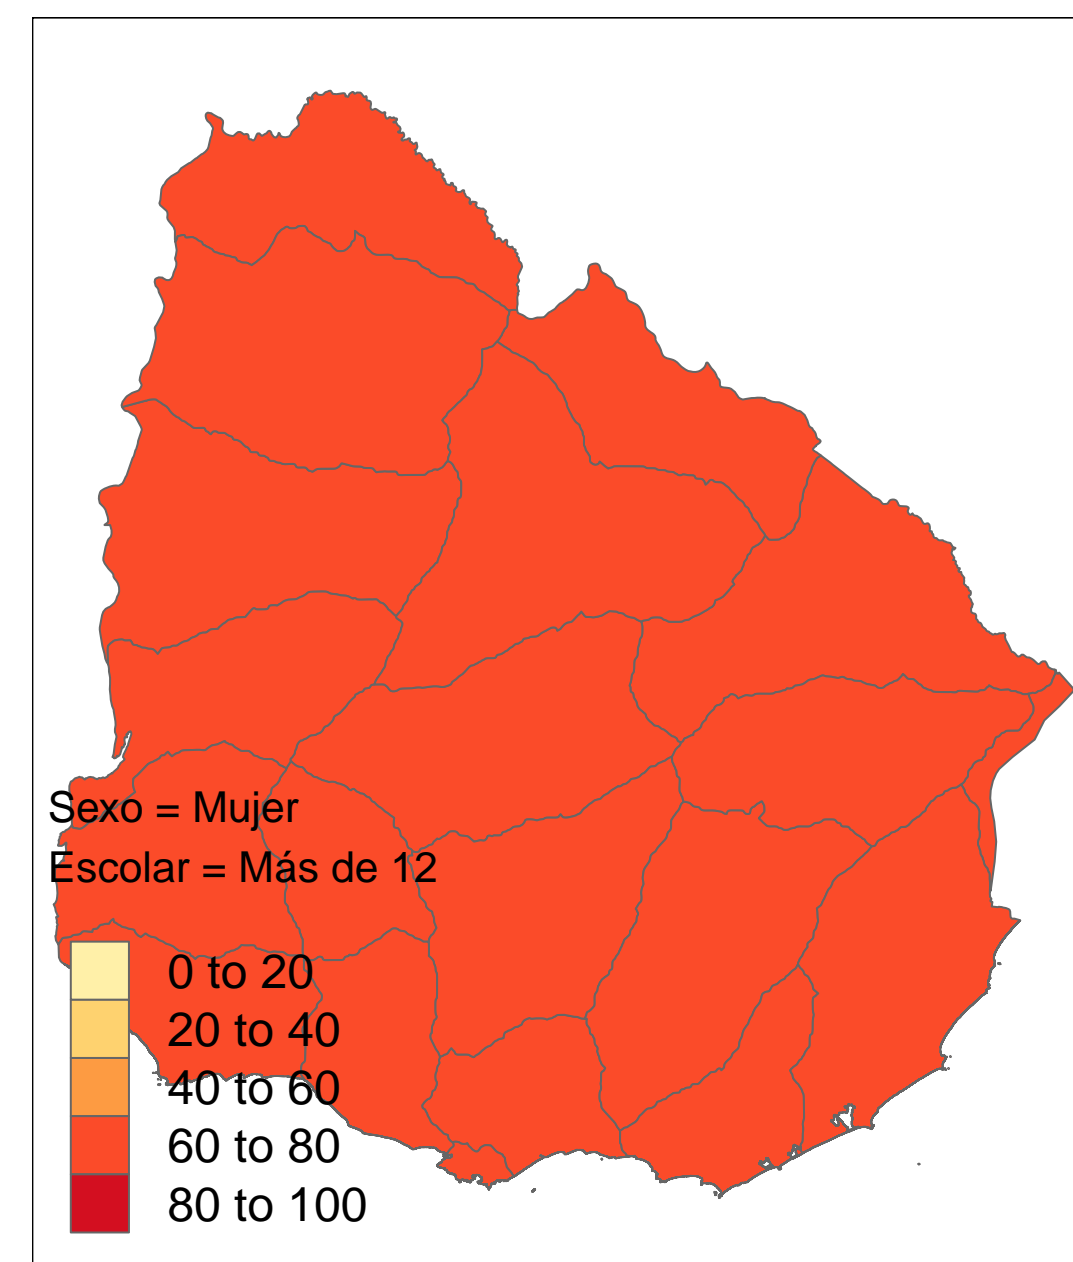 Sexo = Mujer
Escolar = Más de 12
0 to 20
20 to 40
40 to 60
60 to 80
80 to 100